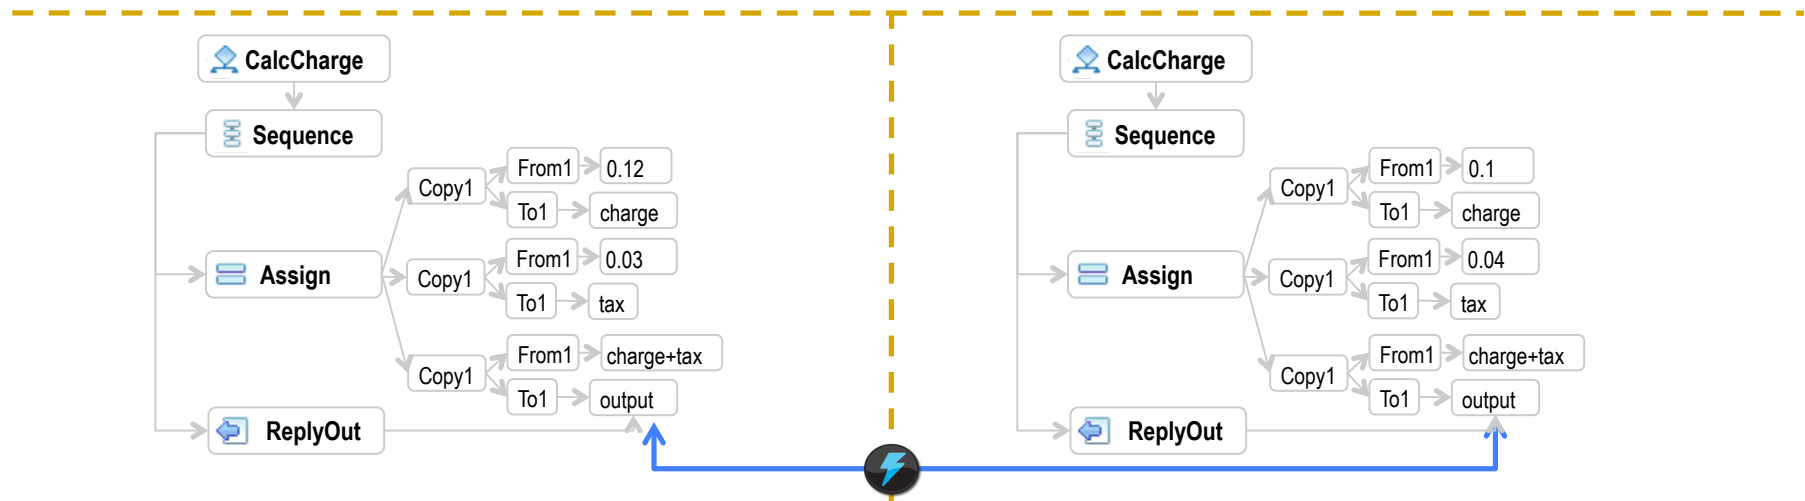 CalcCharge
Sequence
From1
0.12
Copy1
To1
charge
Assign
From1
0.03
Copy1
To1
tax
From1
charge+tax
Copy1
To1
output
ReplyOut
CalcCharge
Sequence
From1
0.1
Copy1
To1
charge
Assign
From1
0.04
Copy1
To1
tax
From1
charge+tax
Copy1
To1
output
ReplyOut